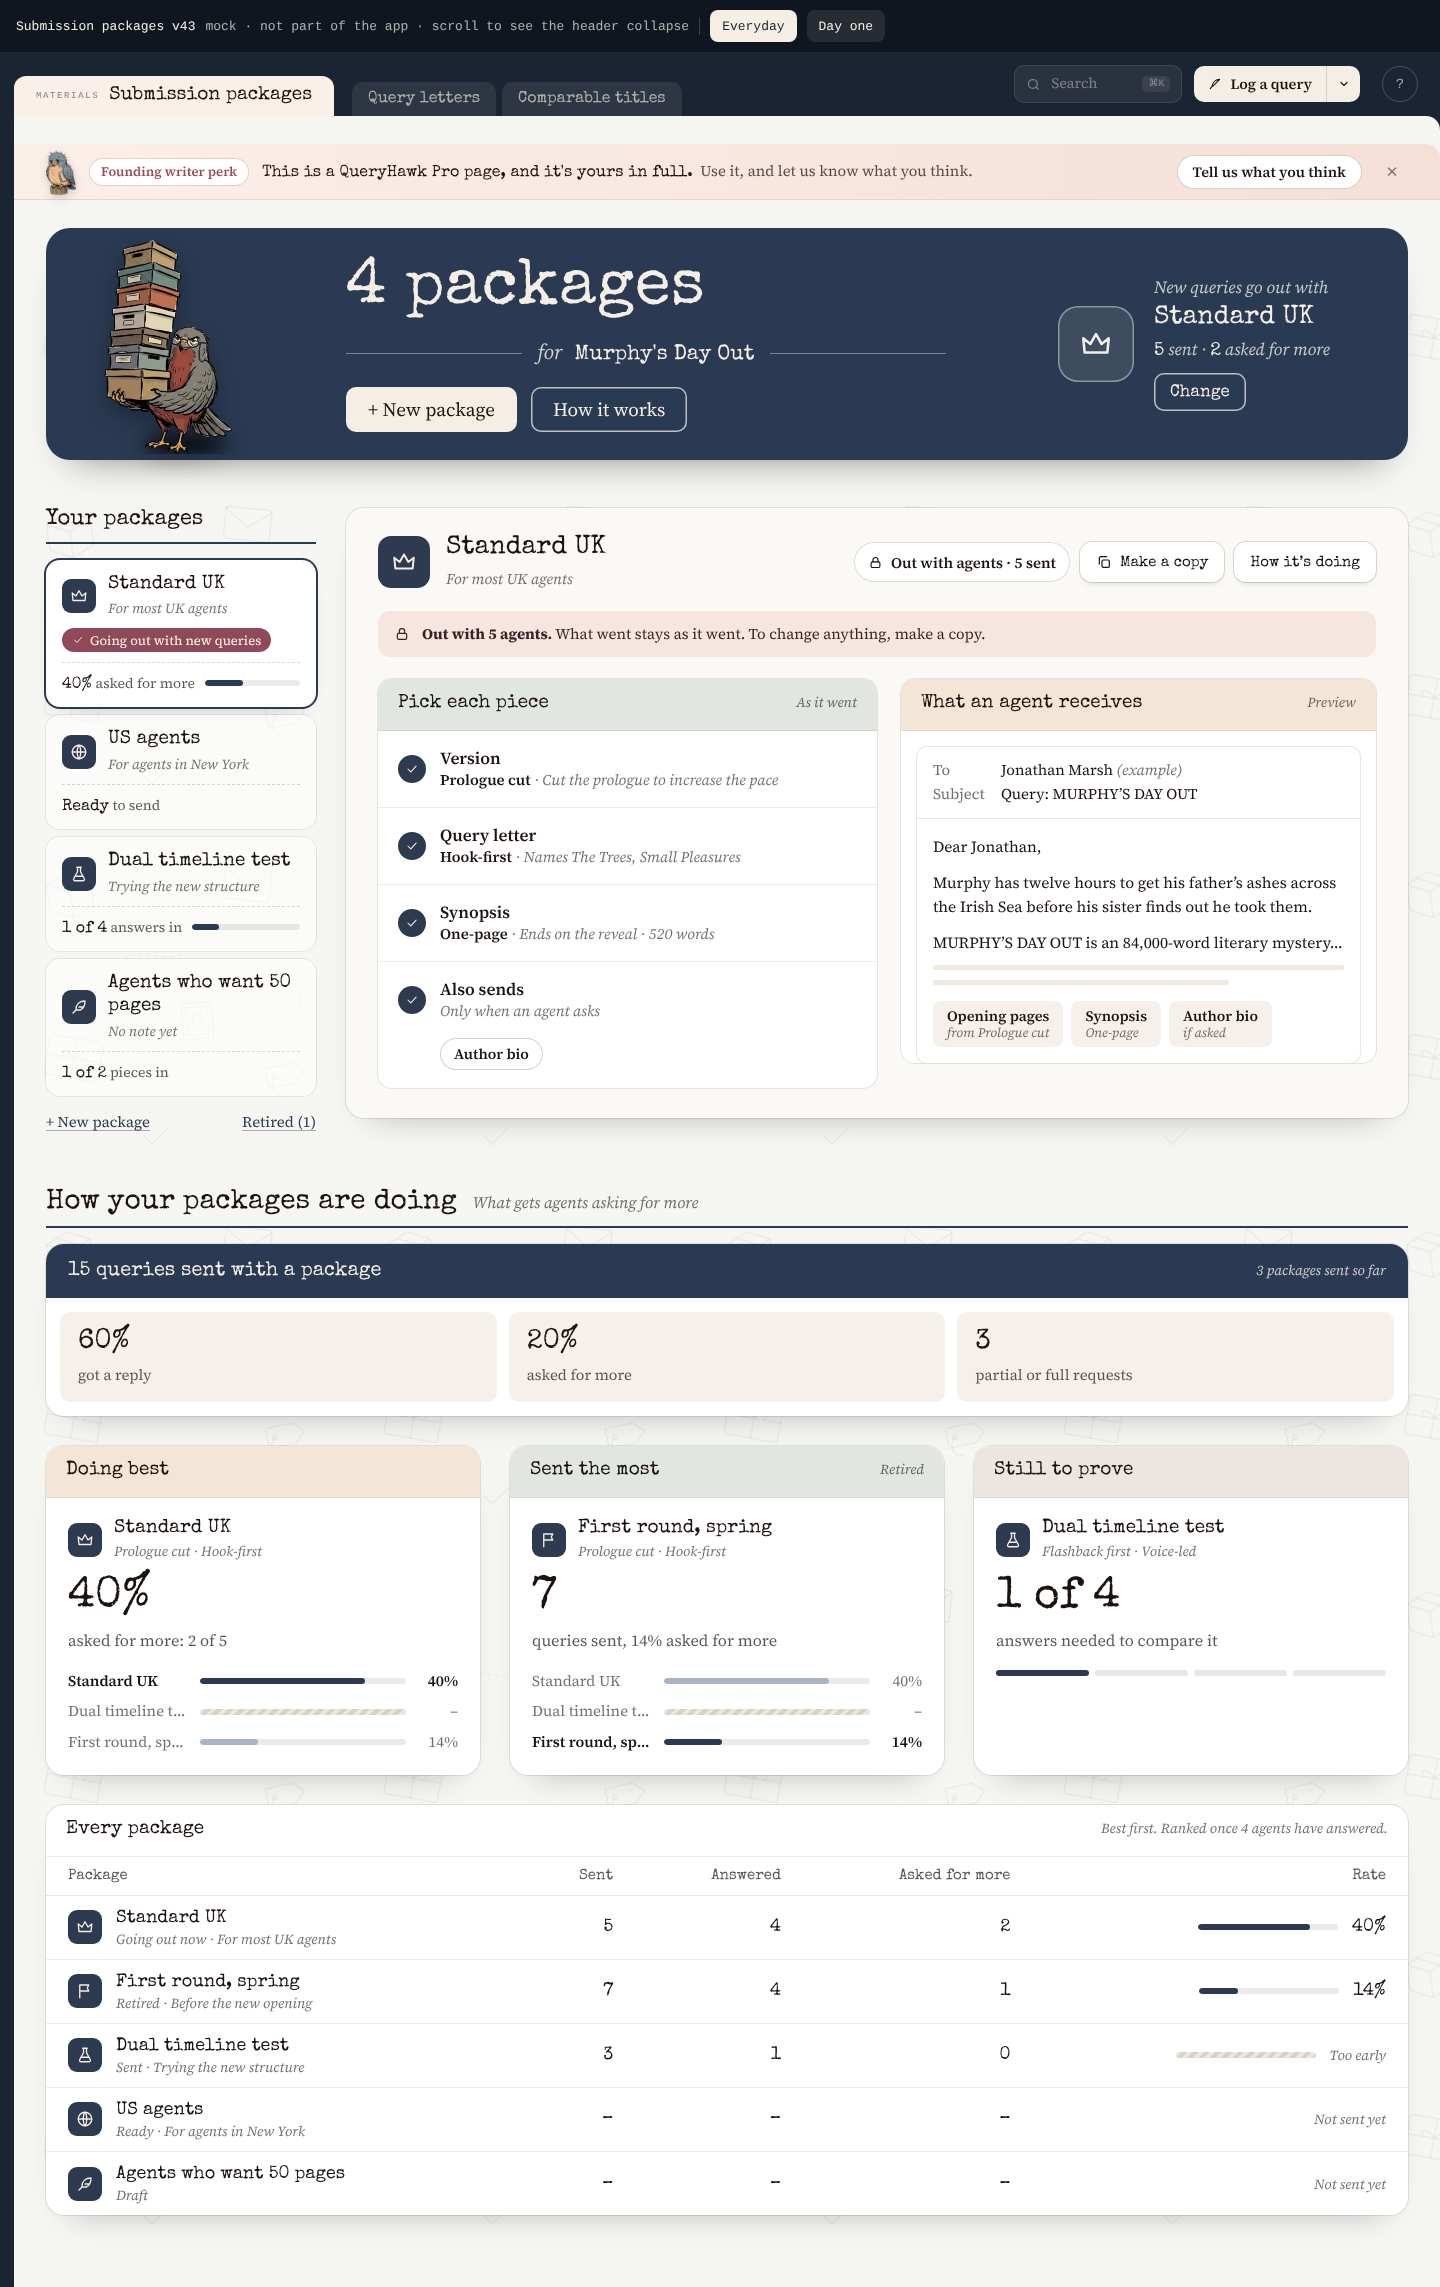 Submission packages v43 mock · not part of the app · scroll to see the header collapse Everyday Day one
MATERIALS Submission packages Query letters Comparable titles Search ⌘K Log a query ?
Founding writer perk This is a QueryHawk Pro page, and it's yours in full. Use it, and let us know what you think. Tell us what you think ×
4 packages
for Murphy's Day Out
+ New package How it works
New queries go out with
Standard UK
5 sent · 2 asked for more
Change
Your packages
Standard UK
For most UK agents
Going out with new queries
40% asked for more
US agents
For agents in New York
Ready to send
Dual timeline test
Trying the new structure
1 of 4 answers in
Agents who want 50
pages
No note yet
1 of 2 pieces in
+ New package Retired (1)
Standard UK
For most UK agents
Out with agents · 5 sent Make a copy How it’s doing
Out with 5 agents. What went stays as it went. To change anything, make a copy.
Pick each piece As it went
Version
Prologue cut · Cut the prologue to increase the pace
Query letter
Hook-first · Names The Trees, Small Pleasures
Synopsis
One-page · Ends on the reveal · 520 words
Also sends
Only when an agent asks
Author bio
What an agent receives Preview
To Jonathan Marsh (example)
Subject Query: MURPHY’S DAY OUT
Dear Jonathan,
Murphy has twelve hours to get his father’s ashes across
the Irish Sea before his sister finds out he took them.
MURPHY’S DAY OUT is an 84,000-word literary mystery...
Opening pages Synopsis Author bio
from Prologue cut One-page if asked
How your packages are doing What gets agents asking for more
15 queries sent with a package 3 packages sent so far
60% 20% 3
got a reply asked for more partial or full requests
Doing best
Standard UK
Prologue cut · Hook-first
40%
asked for more: 2 of 5
Standard UK 40%
Dual timeline t... –
First round, sp... 14%
Sent the most Retired
First round, spring
Prologue cut · Hook-first
7
queries sent, 14% asked for more
Standard UK 40%
Dual timeline t... –
First round, sp... 14%
Still to prove
Dual timeline test
Flashback first · Voice-led
1 of 4
answers needed to compare it
Every package Best first. Ranked once 4 agents have answered.
Package Sent Answered Asked for more Rate
Standard UK 5 4 2 40%
Going out now · For most UK agents
First round, spring 7 4 1 14%
Retired · Before the new opening
Dual timeline test 3 1 0 Too early
Sent · Trying the new structure
US agents – – – Not sent yet
Ready · For agents in New York
Agents who want 50 pages – – – Not sent yet
Draft